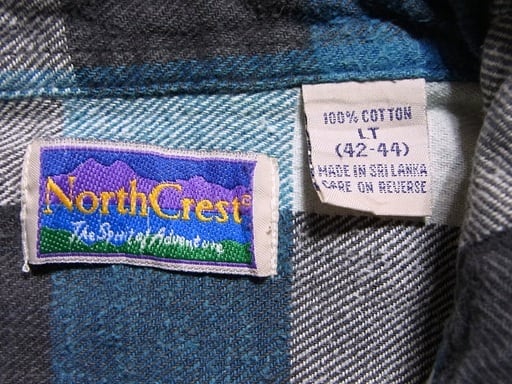 NorthCrest®
The Spirit of Adventure
100% COTTON
LT
(42-44)
MADE IN SRI LANKA
CARE ON REVERSE